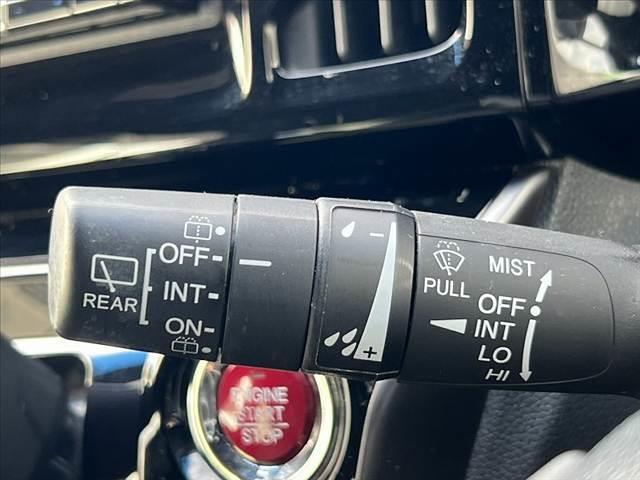 OFF
REAR
INT
ON
-
+
PULL
MIST
OFF
INT
LO
HI
ENGINE
START
STOP